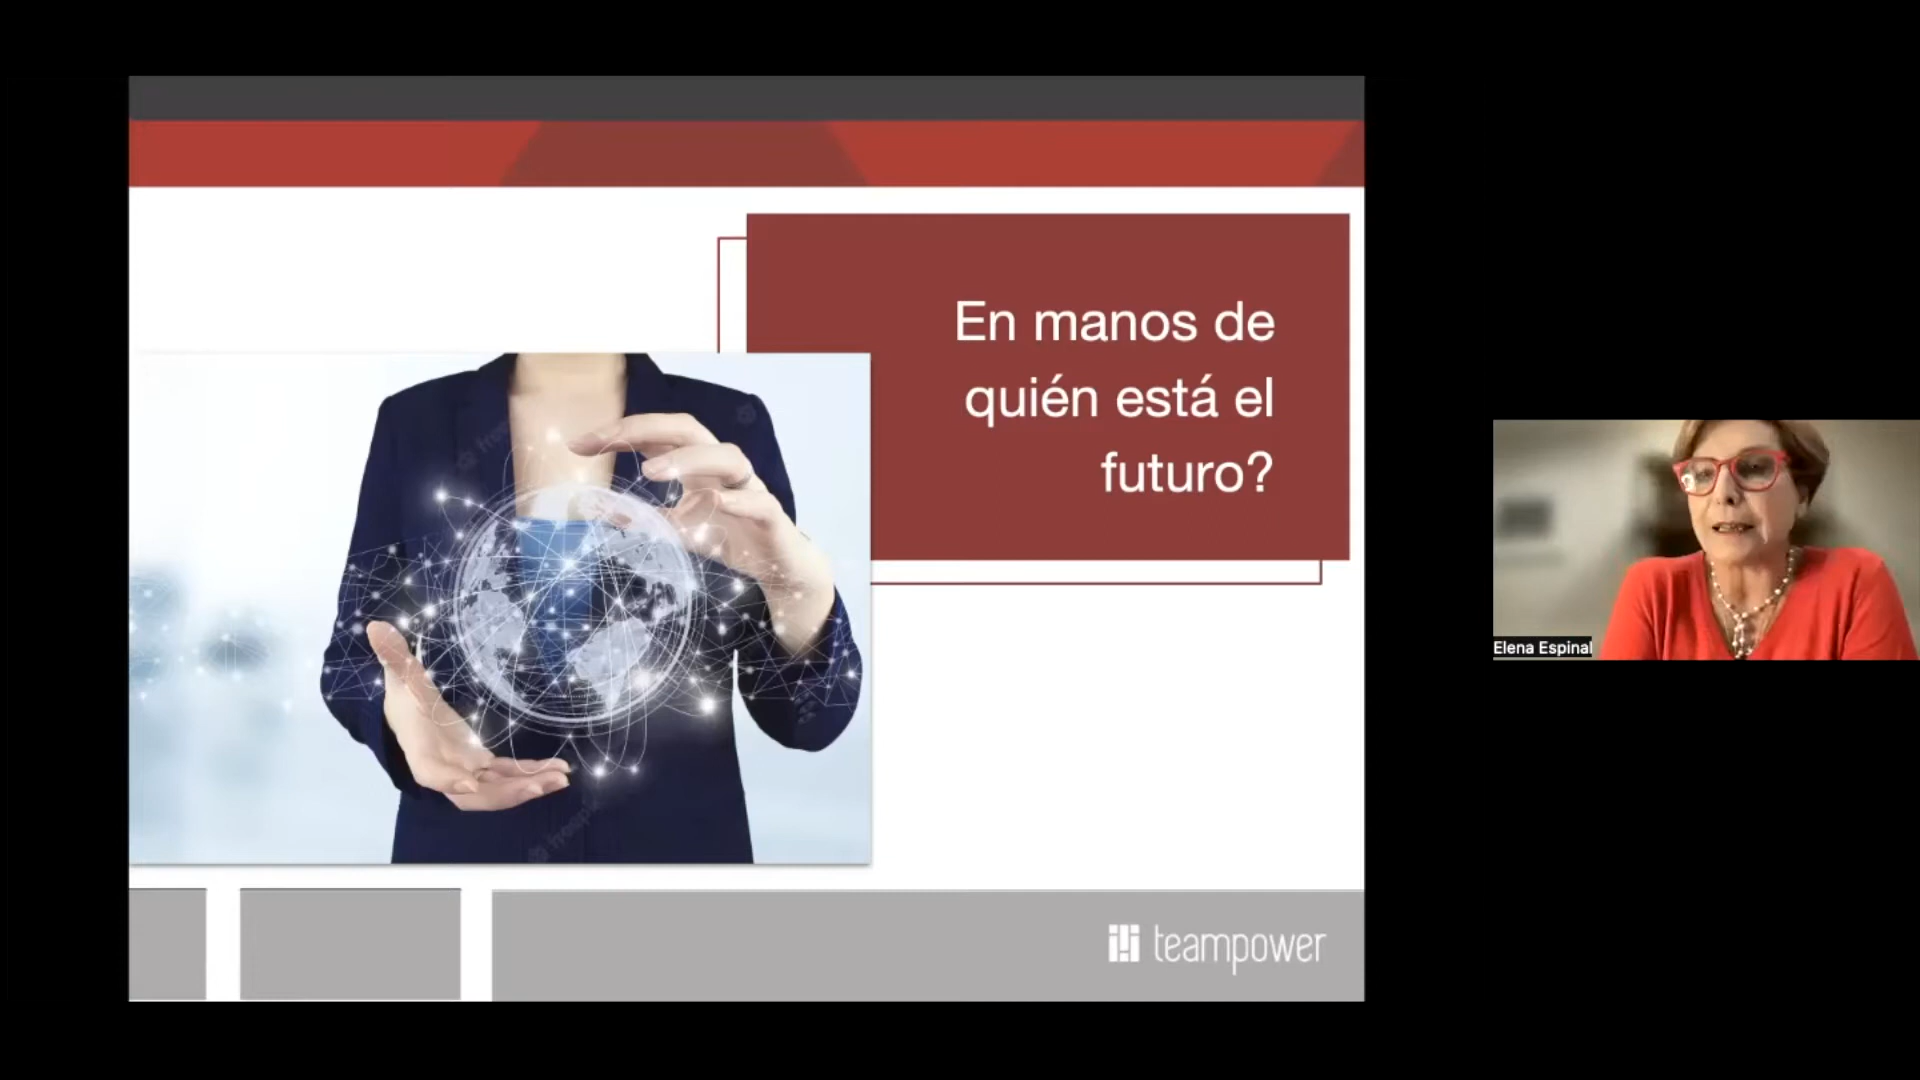 En manos de
quién está el
futuro?
teampower
Elena Espinal